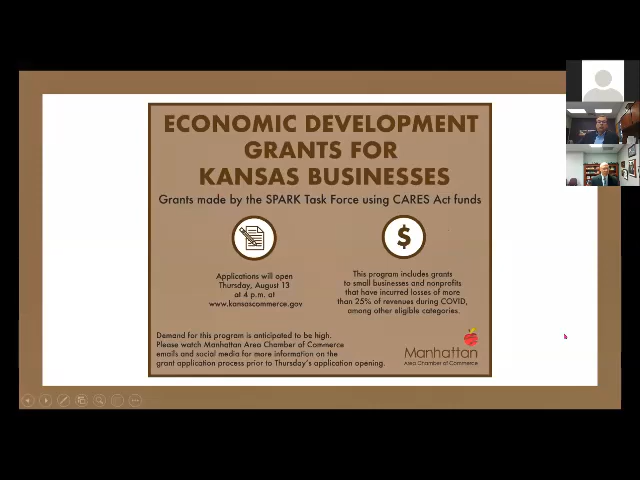 ECONOMIC DEVELOPMENT
GRANTS FOR
KANSAS BUSINESSES
Grants made by the SPARK Task Force using CARES Act funds
Applications will open
Thursday, August 13
at 4 p.m. at
www.kansascommerce.gov
$
This program includes grants
to small businesses and nonprofits
that have incurred losses of more
than 25% of revenues during COVID,
among other eligible categories.
Demand for this program is anticipated to be high.
Please watch Manhattan Area Chamber of Commerce
emails and social media for more information on the
grant application process prior to Thursday's application opening.
Manhattan
Area Chamber of Commerce